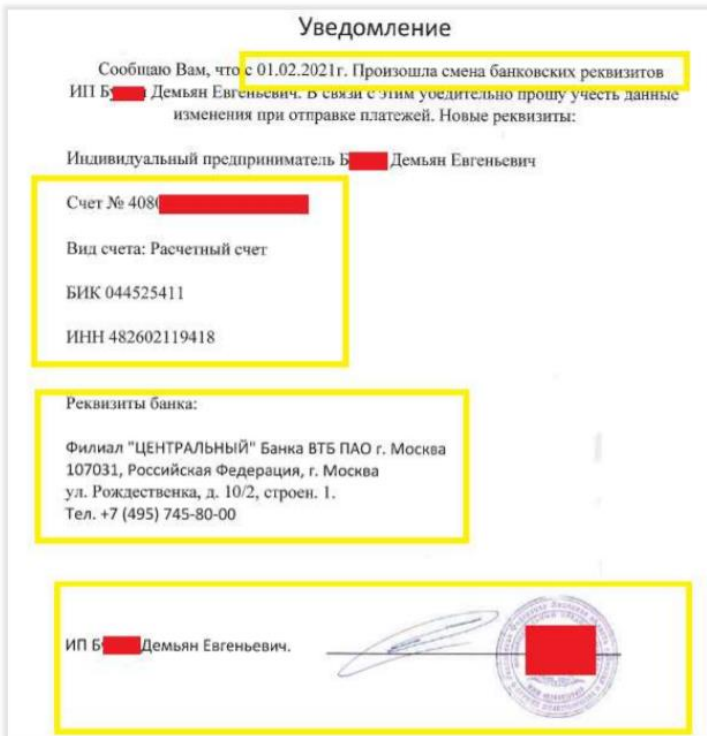 Уведомление
Сообщаю Вам, что с 01.02.2021г. Произошла смена банковских реквизитов
ИП Б Демьян Евгеньевич. В связи с этим убедительно прошу учесть данные
изменения при отправке платежей. Новые реквизиты:
Индивидуальный предприниматель Б Демьян Евгеньевич
Счет № 408
Вид счета: Расчетный счет
БИК 044525411
ИНН 482602119418
Реквизиты банка:
Филиал "ЦЕНТРАЛЬНЫЙ" Банка ВТБ ПАО г. Москва
107031, Российская Федерация, г. Москва
ул. Рождественка, д. 10/2, строен. 1.
Тел. +7 (495) 745-80-00
ИП Б Демьян Евгеньевич.